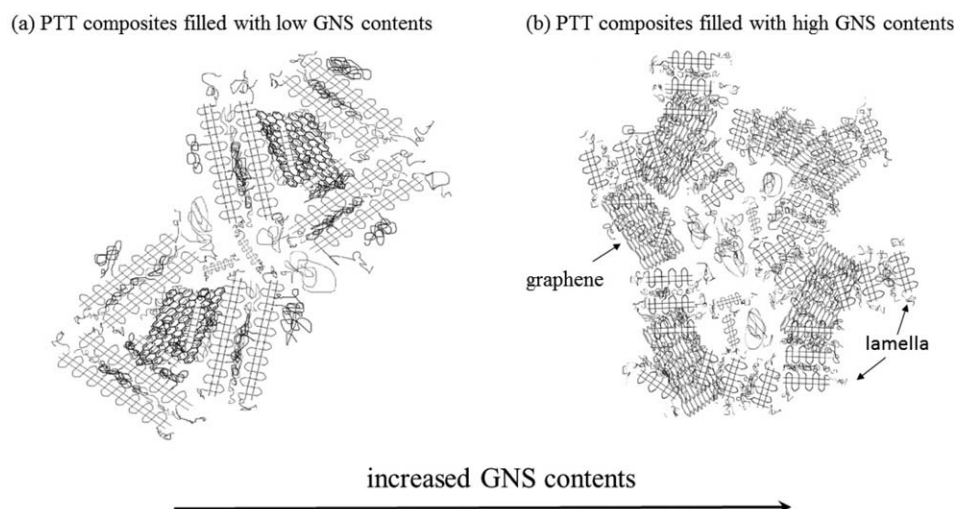 (a) PTT composites filled with low GNS contents
(b) PTT composites filled with high GNS contents
graphene
lamella
increased GNS contents